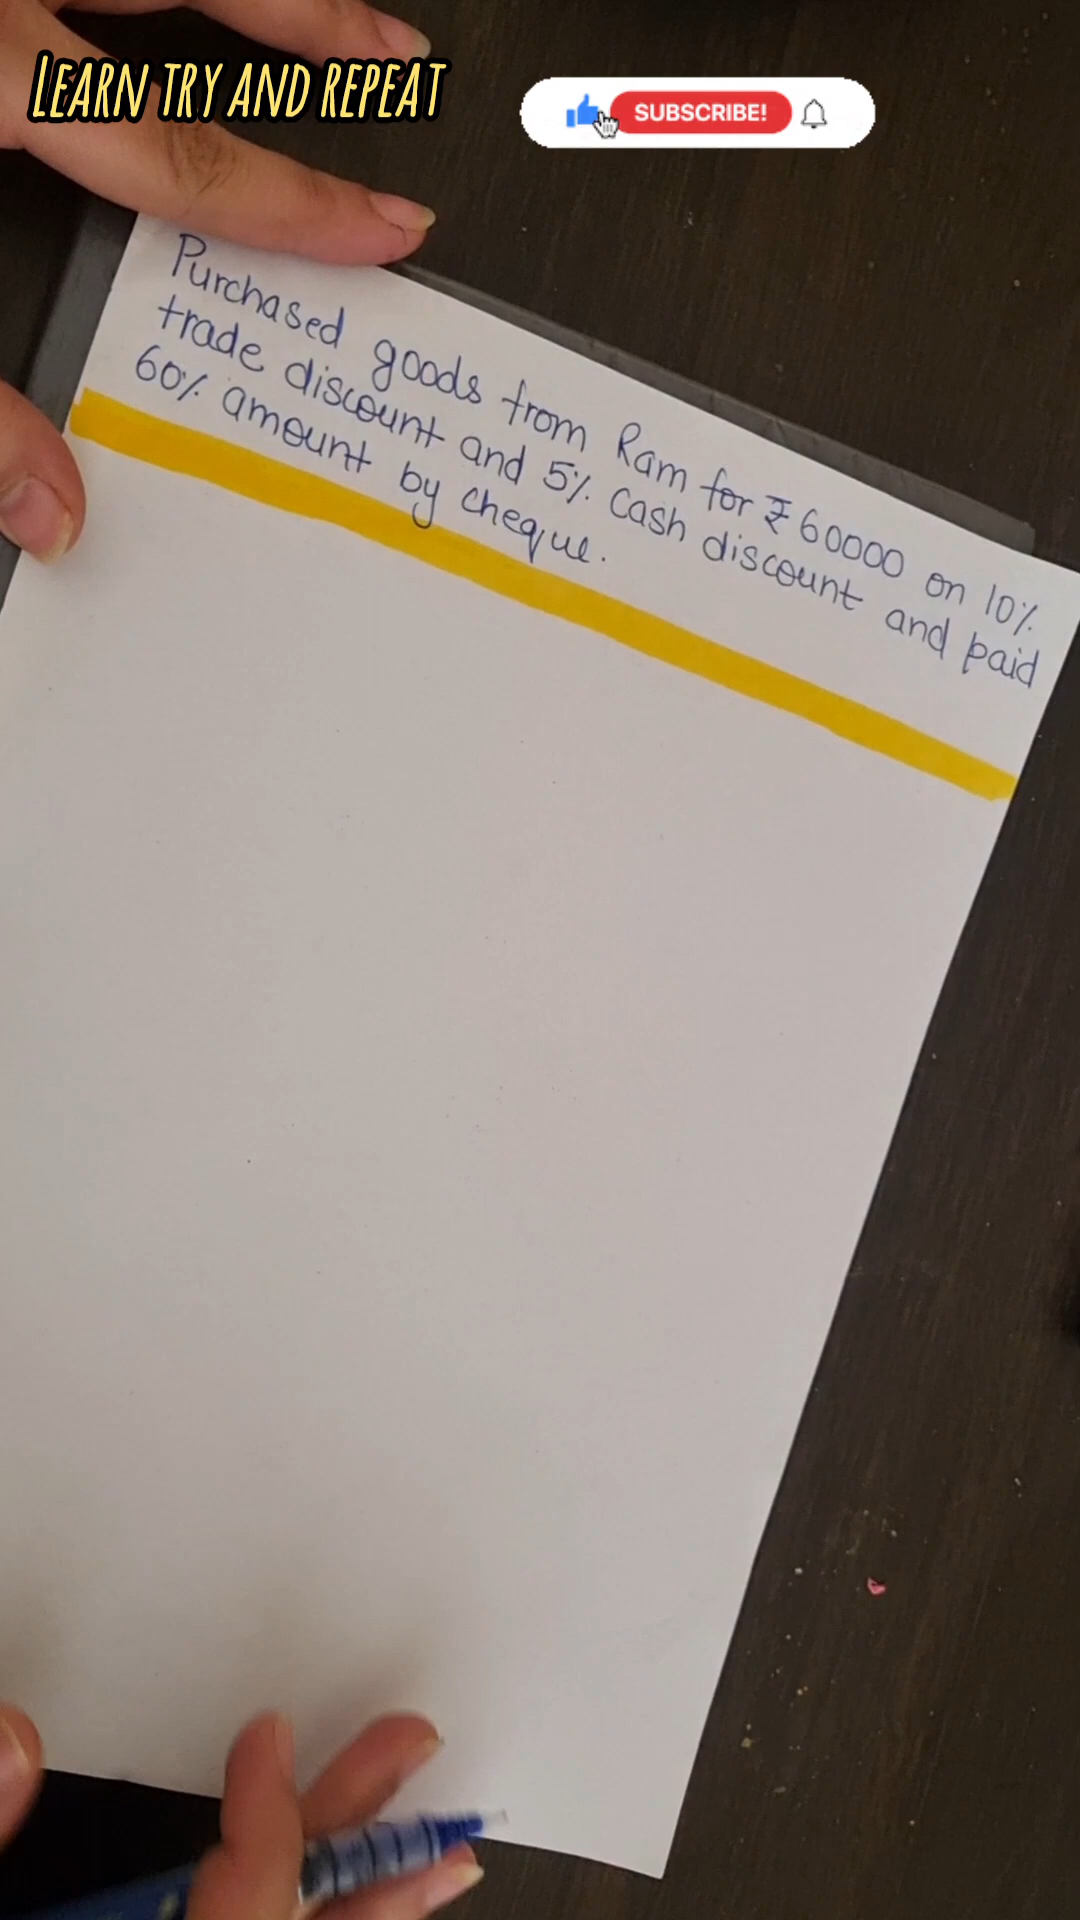 LEARN TRY AND REPEAT
SUBSCRIBE!
Purchased goods from Ram for ₹ 60000 on 10%
trade discount and 5% cash discount and paid
60% amount by cheque.